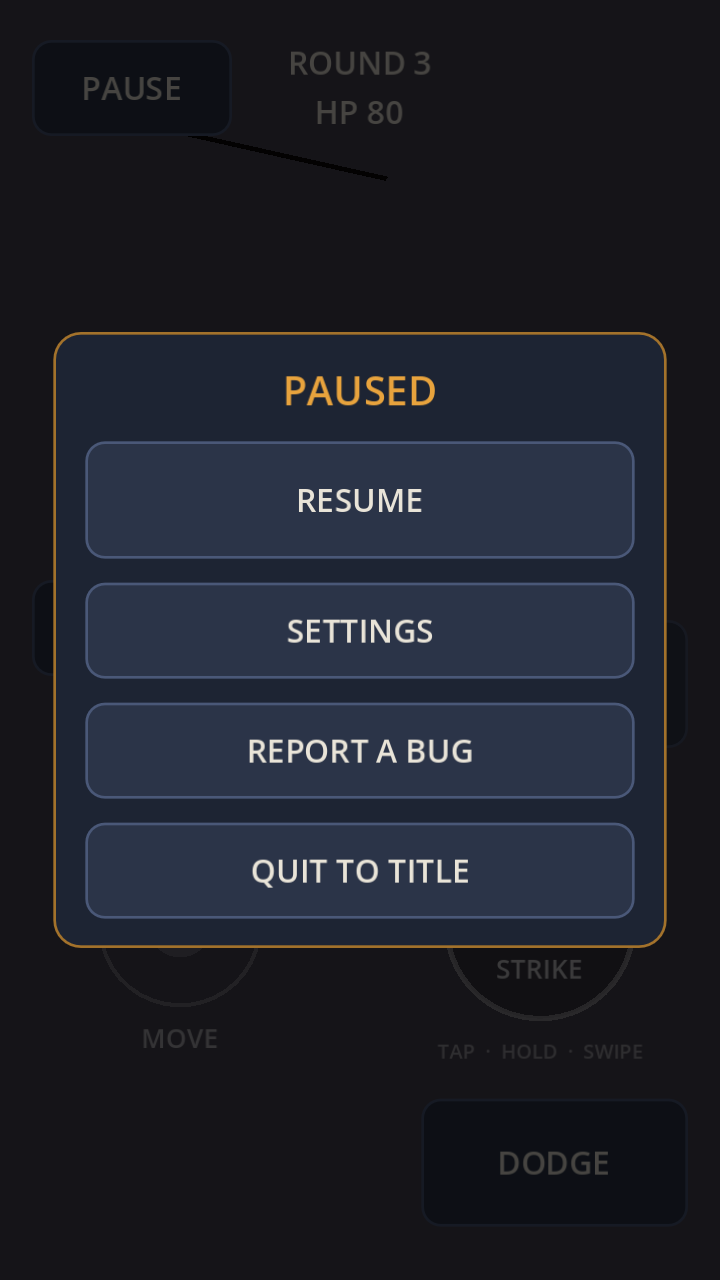 PAUSE
ROUND 3
HP 80
PAUSED
RESUME
SETTINGS
REPORT A BUG
QUIT TO TITLE
STRIKE
MOVE
TAP · HOLD · SWIPE
DODGE